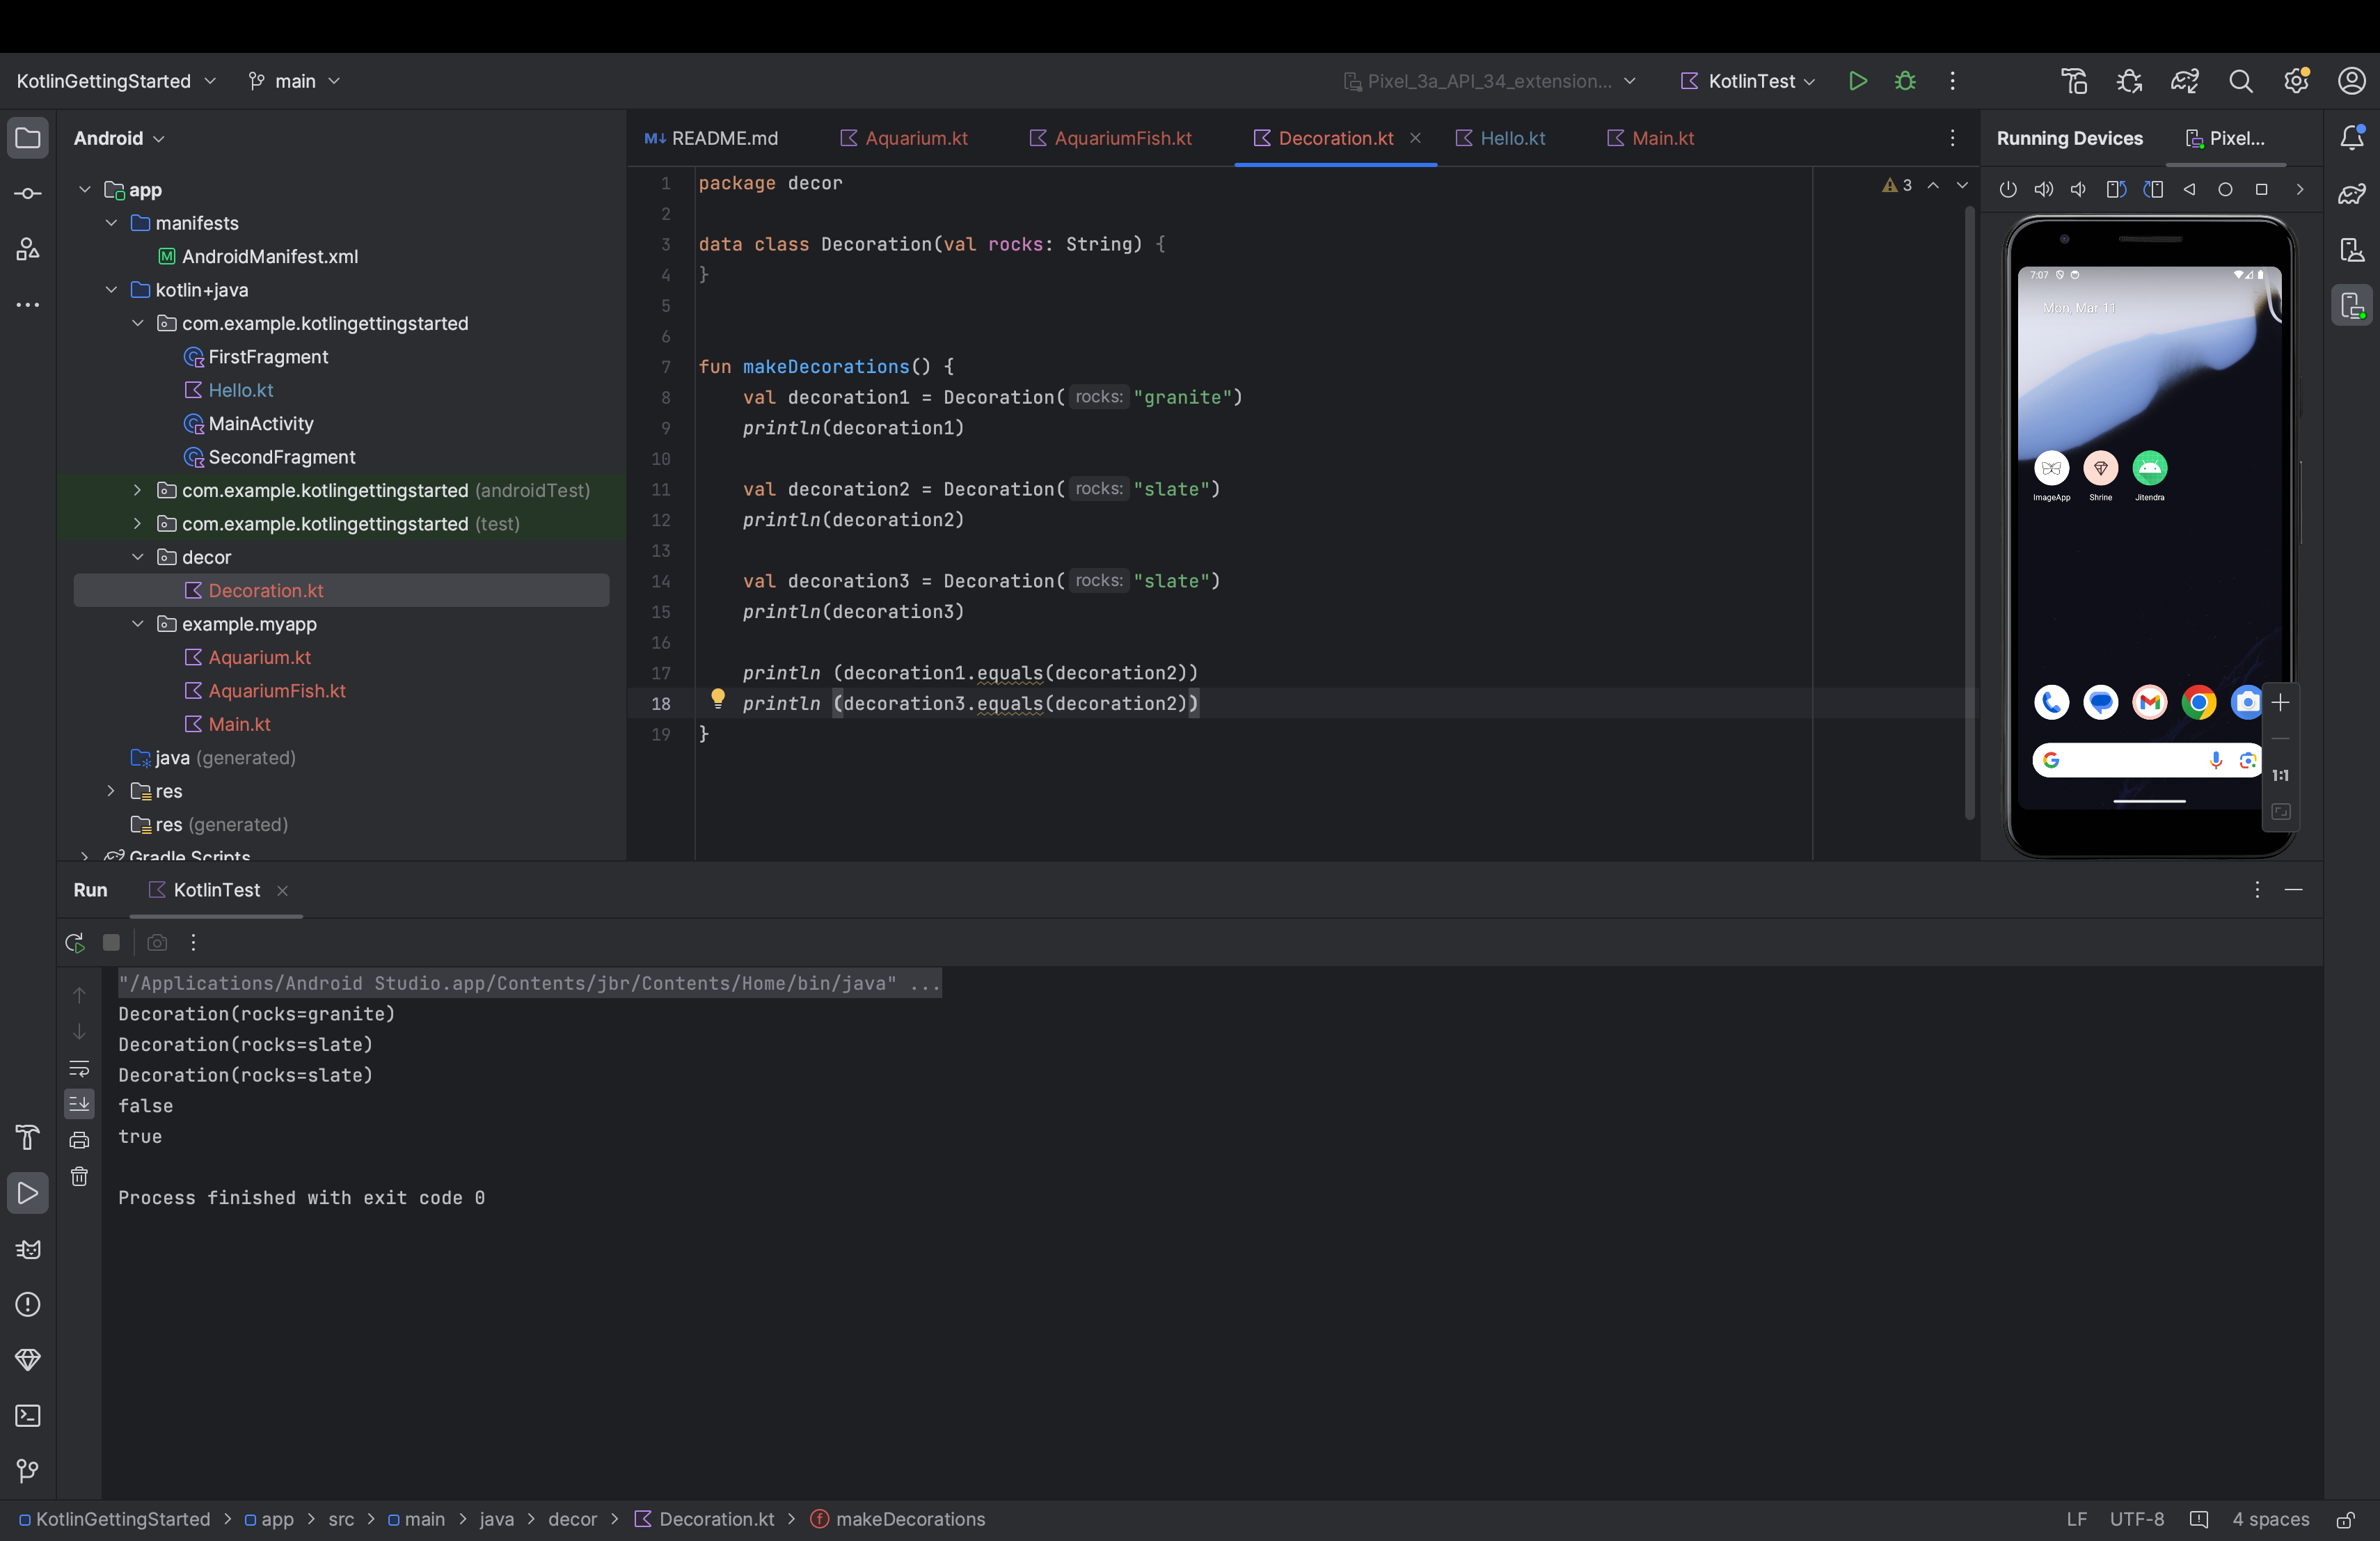 KotlinGettingStarted main Pixel_3a_API_34_extension... KotlinTest
Android
app
manifests
AndroidManifest.xml
kotlin+java
com.example.kotlingettingstarted
FirstFragment
Hello.kt
MainActivity
SecondFragment
com.example.kotlingettingstarted (androidTest)
com.example.kotlingettingstarted (test)
decor
Decoration.kt
example.myapp
Aquarium.kt
AquariumFish.kt
Main.kt
java (generated)
res
res (generated)
Gradle Scripts
M↓ README.md Aquarium.kt AquariumFish.kt Decoration.kt Hello.kt Main.kt
3
1 package decor
2
3 data class Decoration(val rocks: String) {
4 }
5
6
7 fun makeDecorations() {
8 val decoration1 = Decoration( rocks: "granite")
9 println(decoration1)
10
11 val decoration2 = Decoration( rocks: "slate")
12 println(decoration2)
13
14 val decoration3 = Decoration( rocks: "slate")
15 println(decoration3)
16
17 println (decoration1.equals(decoration2))
18 println (decoration3.equals(decoration2))
19 }
Running Devices Pixel...
7:07
Mon, Mar 11
ImageApp Shrine Jitendra
1:1
Run KotlinTest
"/Applications/Android Studio.app/Contents/jbr/Contents/Home/bin/java" ...
Decoration(rocks=granite)
Decoration(rocks=slate)
Decoration(rocks=slate)
false
true
Process finished with exit code 0
KotlinGettingStarted > app > src > main > java > decor > Decoration.kt > makeDecorations
LF UTF-8 4 spaces